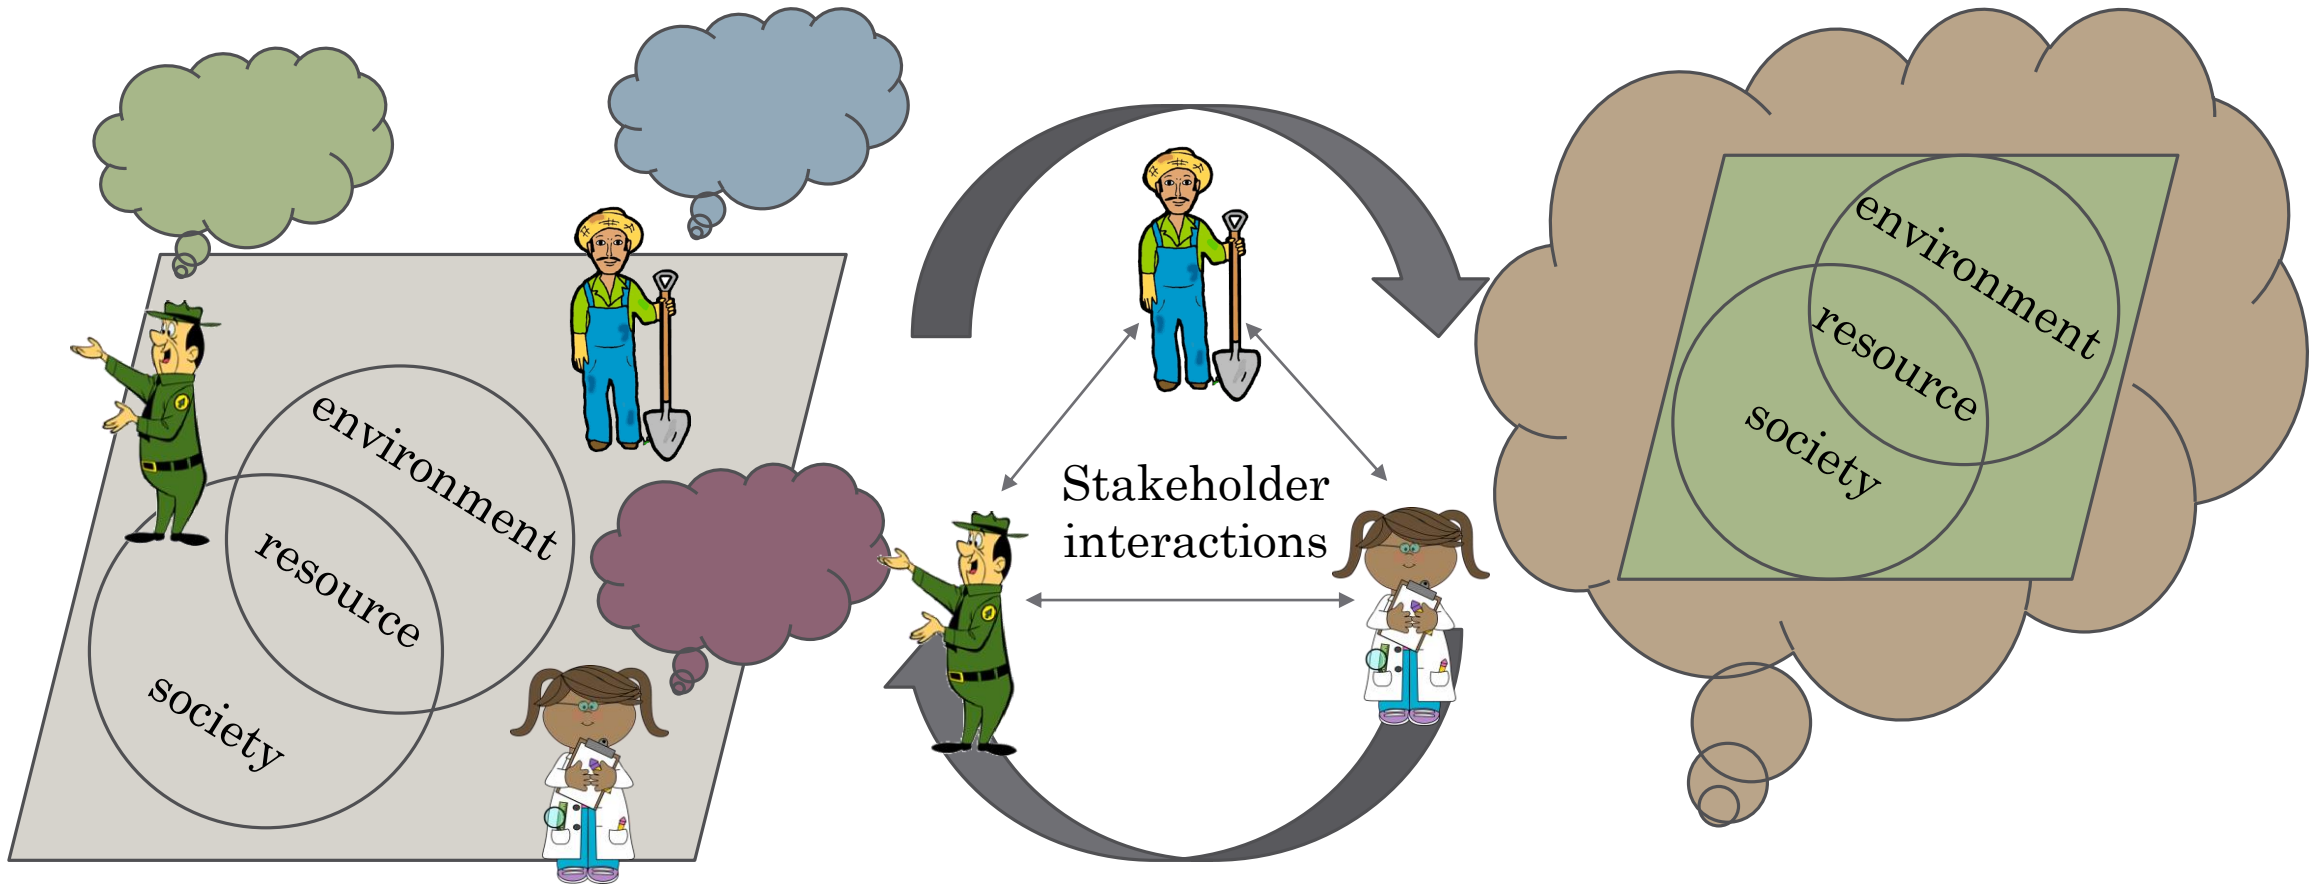 environment
resource
society
Stakeholder
interactions
environment
resource
society